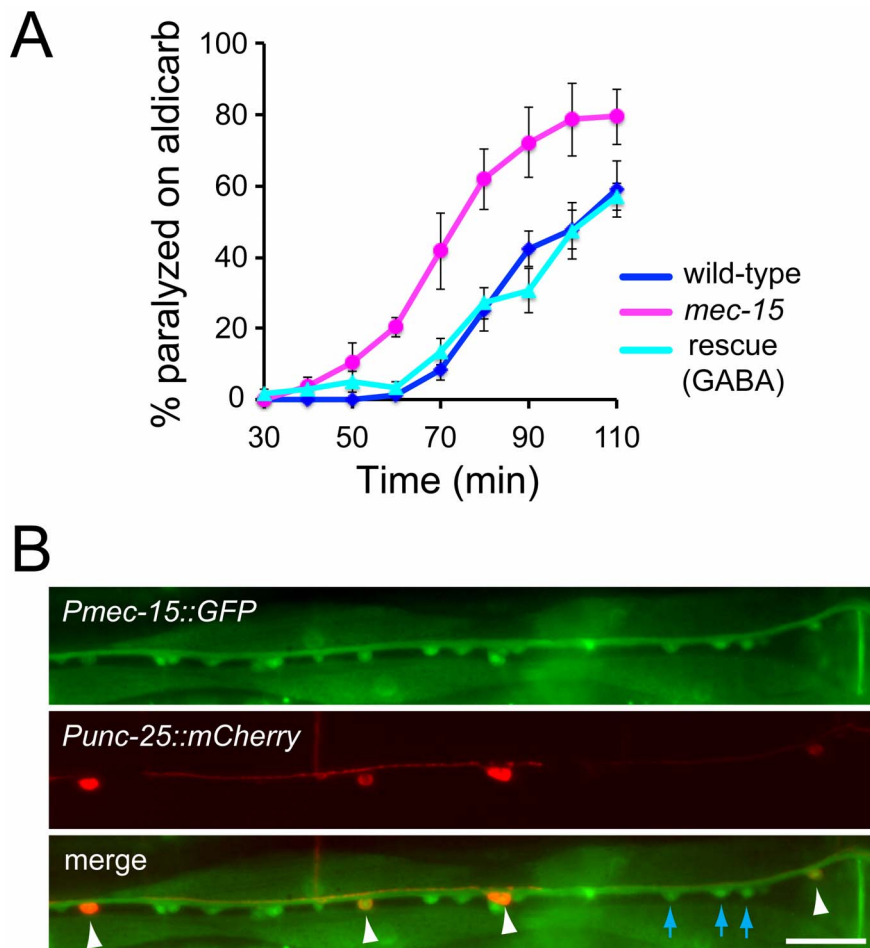 A
% paralyzed on aldicarb
100
80
60
40
20
0
30 50 70 90 110
Time (min)
wild-type
mec-15
rescue
(GABA)
B
Pmec-15::GFP
Punc-25::mCherry
merge